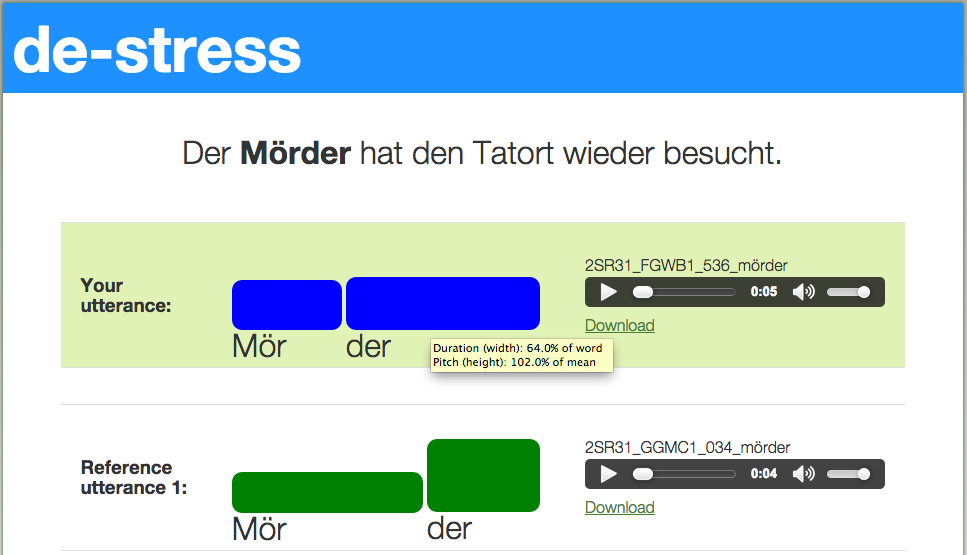 de-stress
Der Mörder hat den Tatort wieder besucht.
Your
utterance:
Mör der
2SR31_FGWB1_536_mörder
0:05
Download
Duration (width): 64.0% of word
Pitch (height): 102.0% of mean
Reference
utterance 1:
Mör der
2SR31_GGMC1_034_mörder
0:04
Download